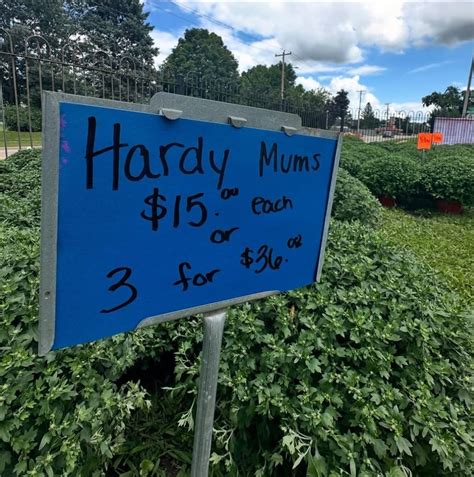 Hardy Mums
$15.00 each
or
3 for $36.00